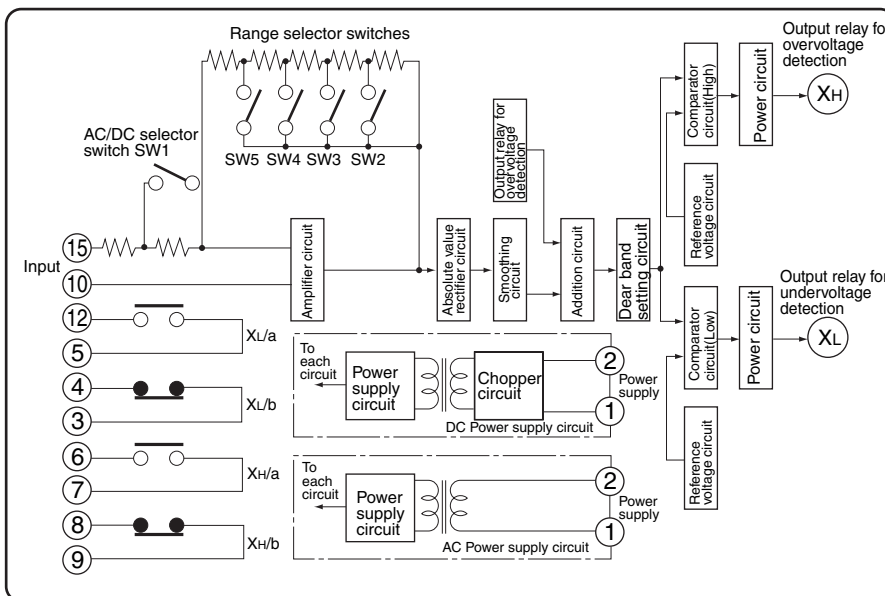 Range selector switches
AC/DC selector
switch SW1
SW5 SW4 SW3 SW2
Input
15
10
12
5
4
3
6
7
8
9
XL/a
XL/b
XH/a
XH/b
Amplifier circuit
Absolute value
rectifier circuit
Smoothing
circuit
Output relay for
overvoltage
detection
Addition circuit
Dear band
setting circuit
Comparator
circuit(High)
Power circuit
Output relay for
overvoltage
detection
XH
Reference
voltage circuit
Comparator
circuit(Low)
Power circuit
Output relay for
undervoltage
detection
XL
Reference
voltage circuit
To
each
circuit
Power
supply
circuit
Chopper
circuit
2
1
Power
supply
DC Power supply circuit
To
each
circuit
Power
supply
circuit
2
1
Power
supply
AC Power supply circuit